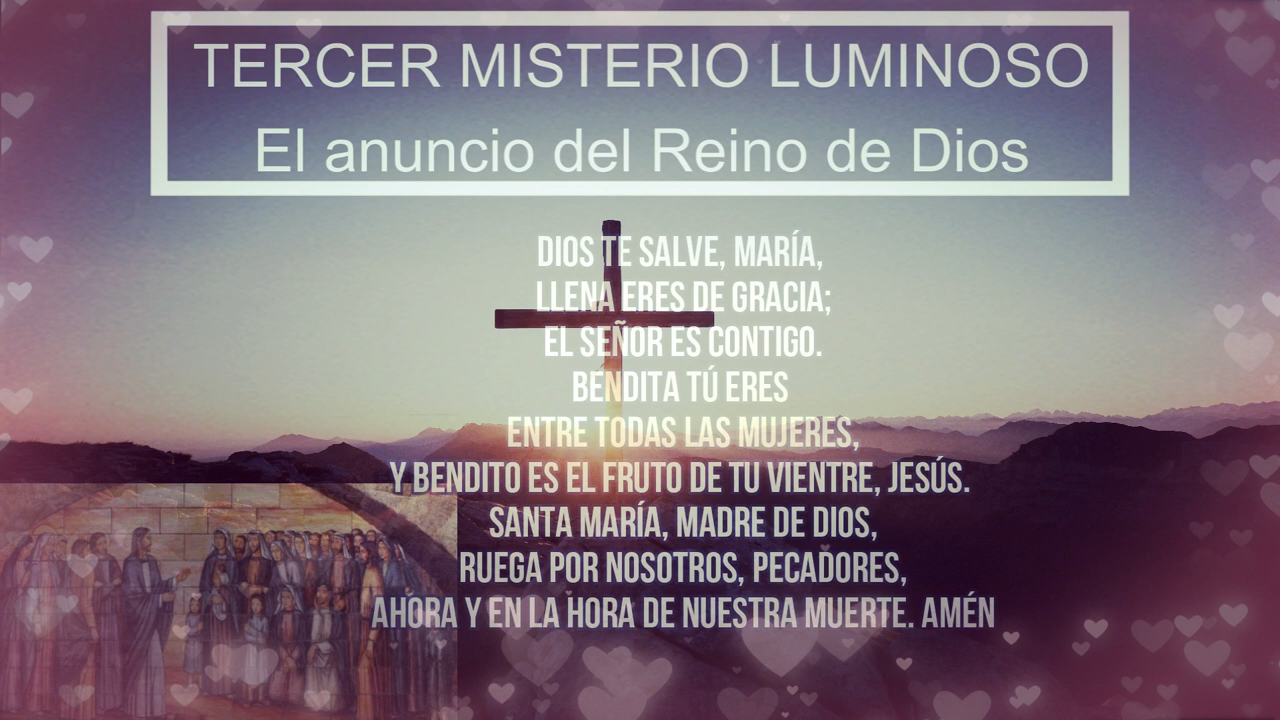 TERCER MISTERIO LUMINOSO
El anuncio del Reino de Dios
DIOS TE SALVE, MARÍA,
LLENA ERES DE GRACIA;
EL SEÑOR ES CONTIGO.
BENDITA TÚ ERES
ENTRE TODAS LAS MUJERES,
Y BENDITO ES EL FRUTO DE TU VIENTRE, JESÚS.
SANTA MARÍA, MADRE DE DIOS,
RUEGA POR NOSOTROS, PECADORES,
AHORA Y EN LA HORA DE NUESTRA MUERTE. AMÉN